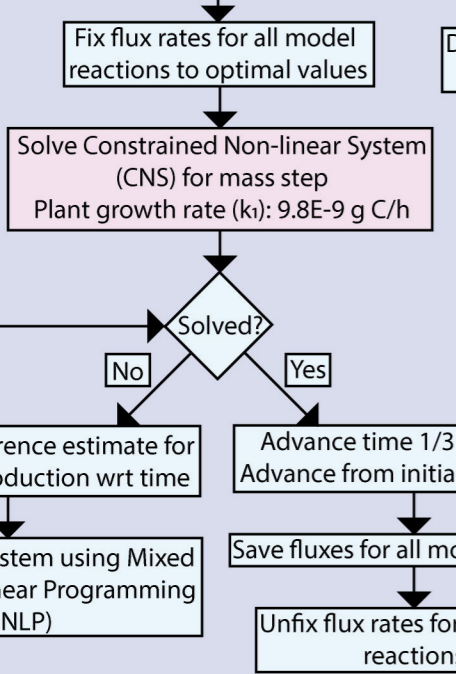 Fix flux rates for all model
reactions to optimal values
D
Solve Constrained Non-linear System
(CNS) for mass step
Plant growth rate (k₁): 9.8E-9 g C/h
Solved?
No
Yes
rence estimate for
oduction wrt time
Advance time 1/3
Advance from initia
stem using Mixed
near Programming
NLP)
Save fluxes for all mo
Unfix flux rates for
reactions